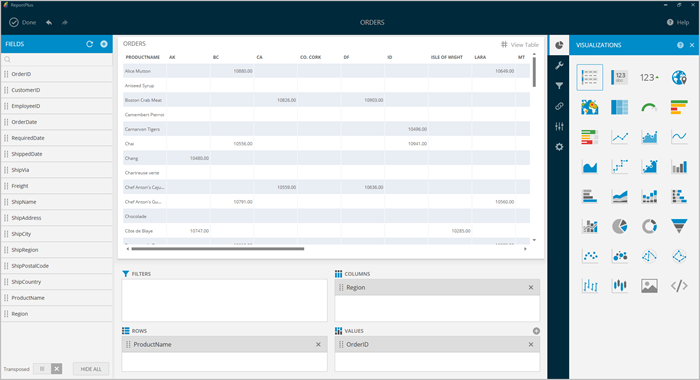 ReportPlus
Done
ORDERS
Help
FIELDS
OrderID
CustomerID
EmployeeID
OrderDate
RequiredDate
ShippedDate
ShipVia
Freight
ShipName
ShipAddress
ShipCity
ShipRegion
ShipPostalCode
ShipCountry
ProductName
Region
Transposed
HIDE ALL
ORDERS
View Table
PRODUCTNAME AK BC CA CO. CORK DF ID ISLE OF WIGHT LARA MT
Alice Mutton 10880.00 10649.00
Aniseed Syrup
Boston Crab Meat 10826.00 10903.00
Camembert Pierrot
Carnarvon Tigers 10496.00
Chai 10556.00 10941.00
Chang 10480.00
Chartreuse verte
Chef Anton's Caju... 10559.00 10636.00
Chef Anton's Gu... 10791.00 10560.00
Chocolade
Côte de Blaye 10747.00 10285.00
FILTERS
COLUMNS
Region
ROWS
ProductName
VALUES
OrderID
VISUALIZATIONS
123
123